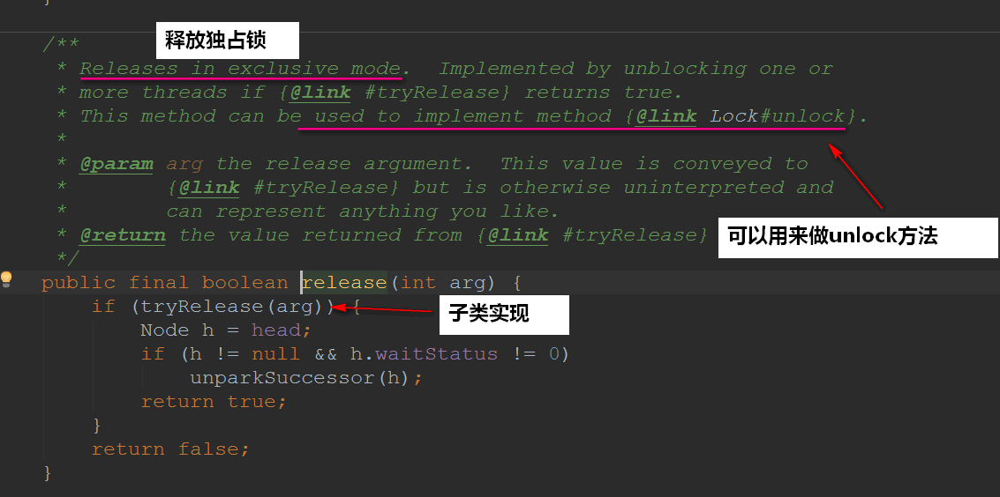 }
释放独占锁
/**
* Releases in exclusive mode.  Implemented by unblocking one or
* more threads if {@link #tryRelease} returns true.
* This method can be used to implement method {@link Lock#unlock}.
*
* @param arg the release argument.  This value is conveyed to
*        {@link #tryRelease} but is otherwise uninterpreted and
*        can represent anything you like.
* @return the value returned from {@link #tryRelease}
可以用来做unlock方法
*/
public final boolean release(int arg) {
if (tryRelease(arg)) {
子类实现
Node h = head;
if (h != null && h.waitStatus != 0)
unparkSuccessor(h);
return true;
}
return false;
}